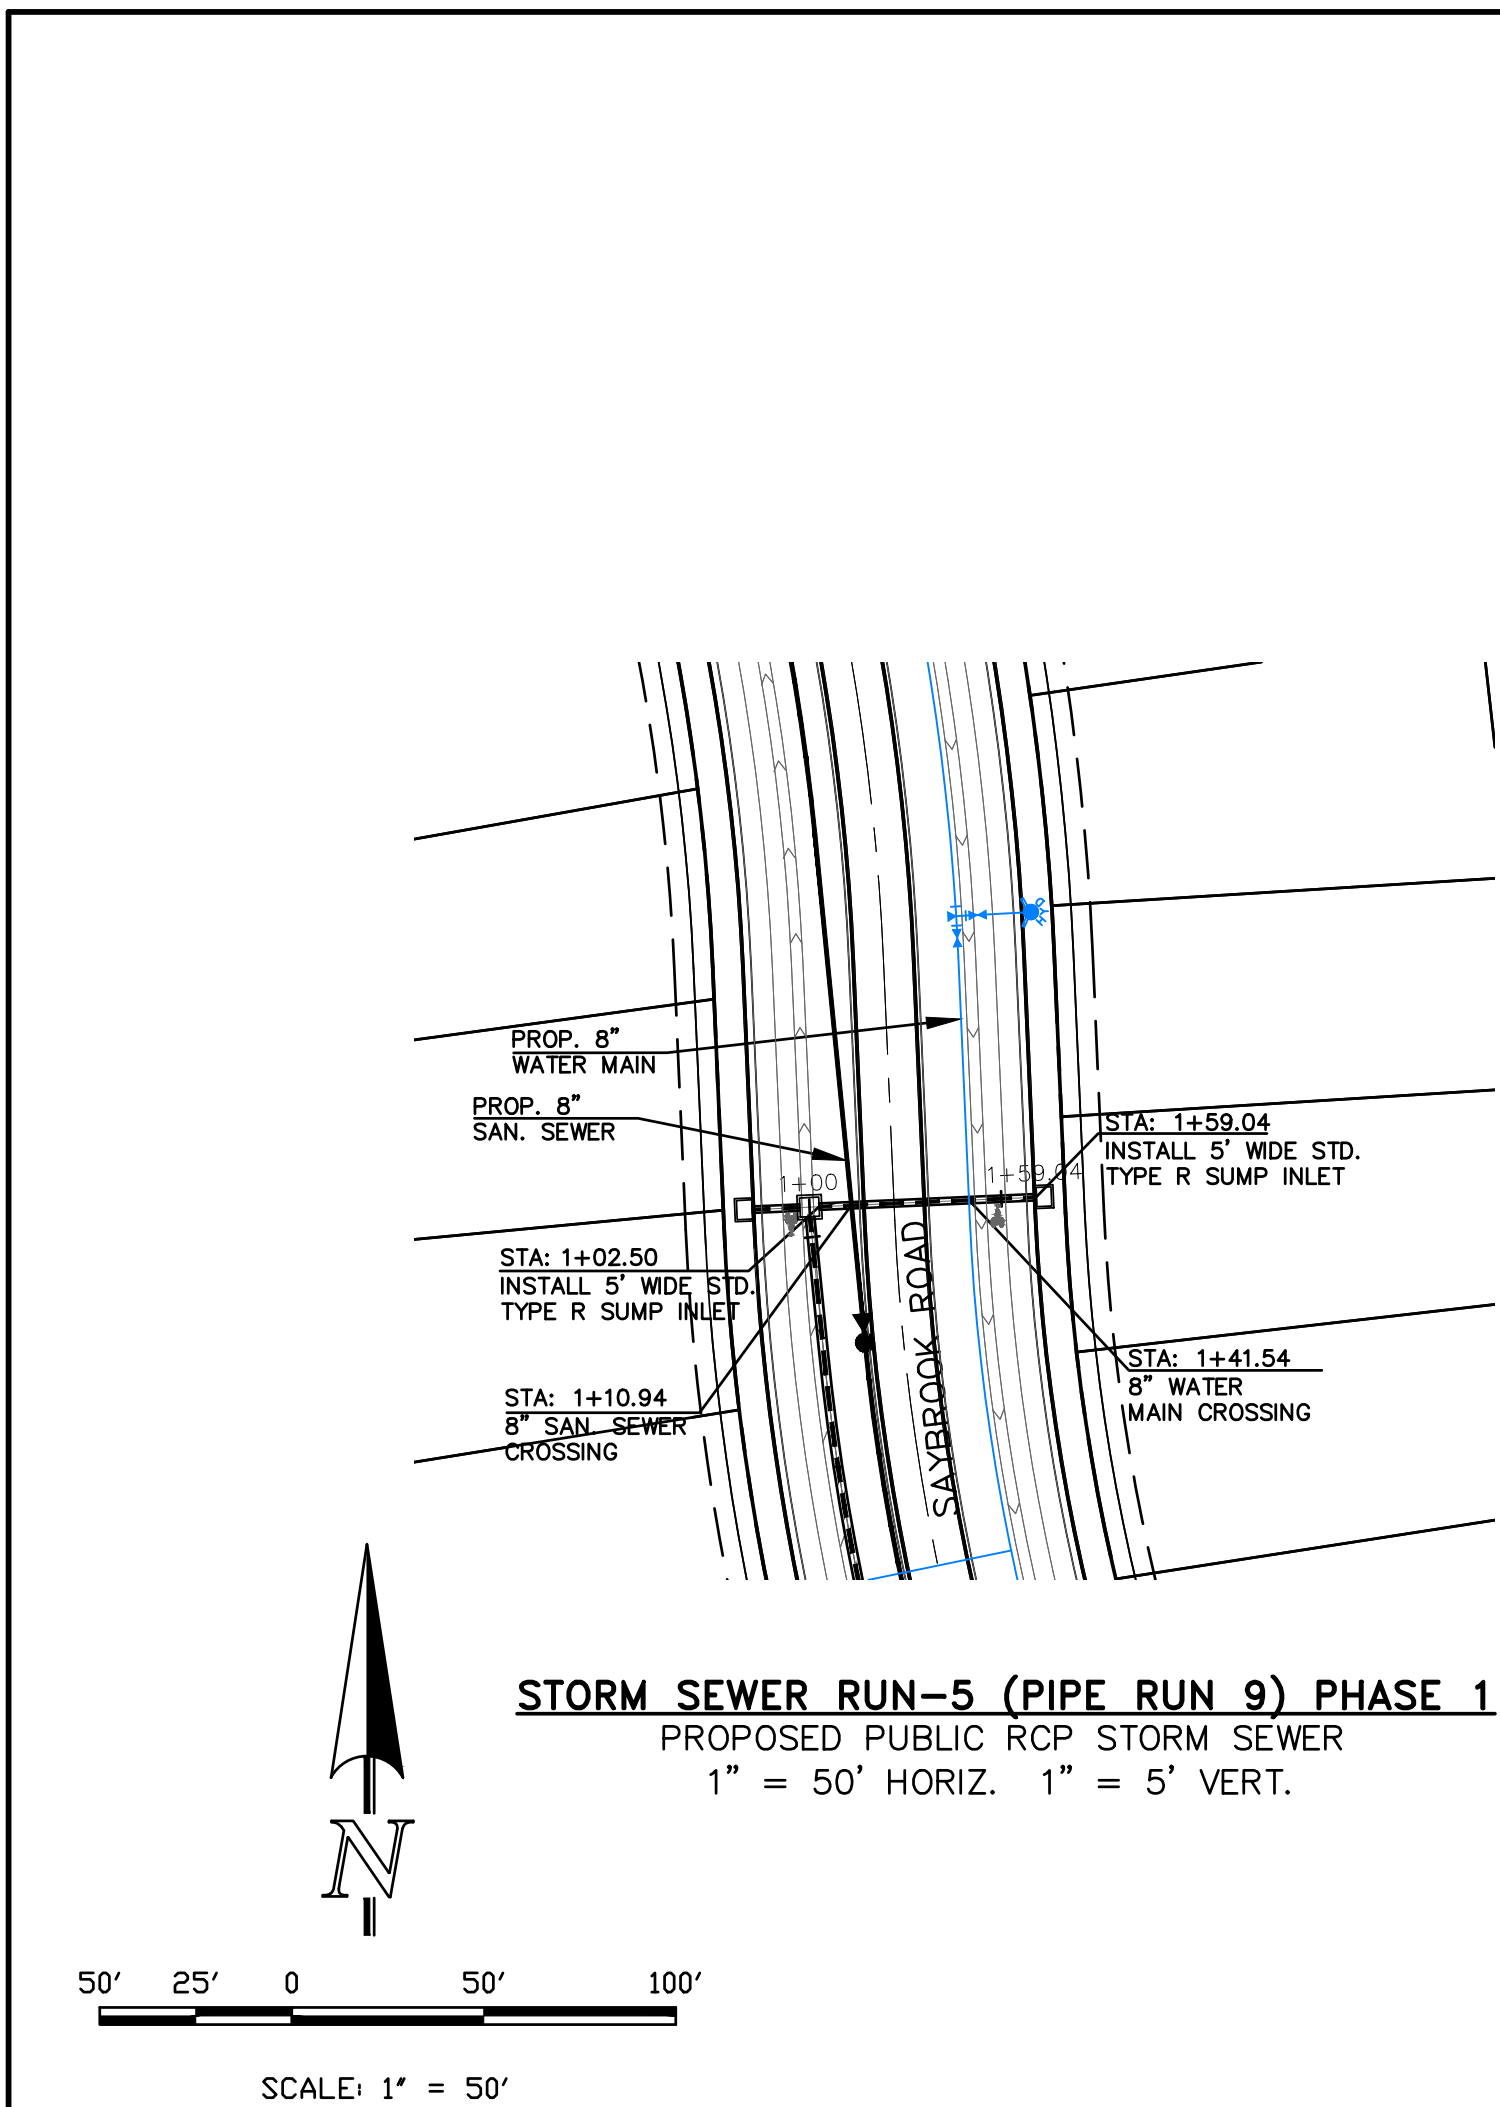 PROP. 8”
WATER MAIN
PROP. 8”
SAN. SEWER
STA: 1+59.04
INSTALL 5’ WIDE STD.
TYPE R SUMP INLET
1+00
1+59.04
STA: 1+02.50
INSTALL 5’ WIDE STD.
TYPE R SUMP INLET
SAYBROOK ROAD
STA: 1+41.54
8” WATER
MAIN CROSSING
STA: 1+10.94
8” SAN. SEWER
CROSSING
STORM SEWER RUN-5 (PIPE RUN 9) PHASE 1
PROPOSED PUBLIC RCP STORM SEWER
1” = 50’ HORIZ. 1” = 5’ VERT.
N
50’ 25’ 0 50’ 100’
SCALE: 1” = 50’